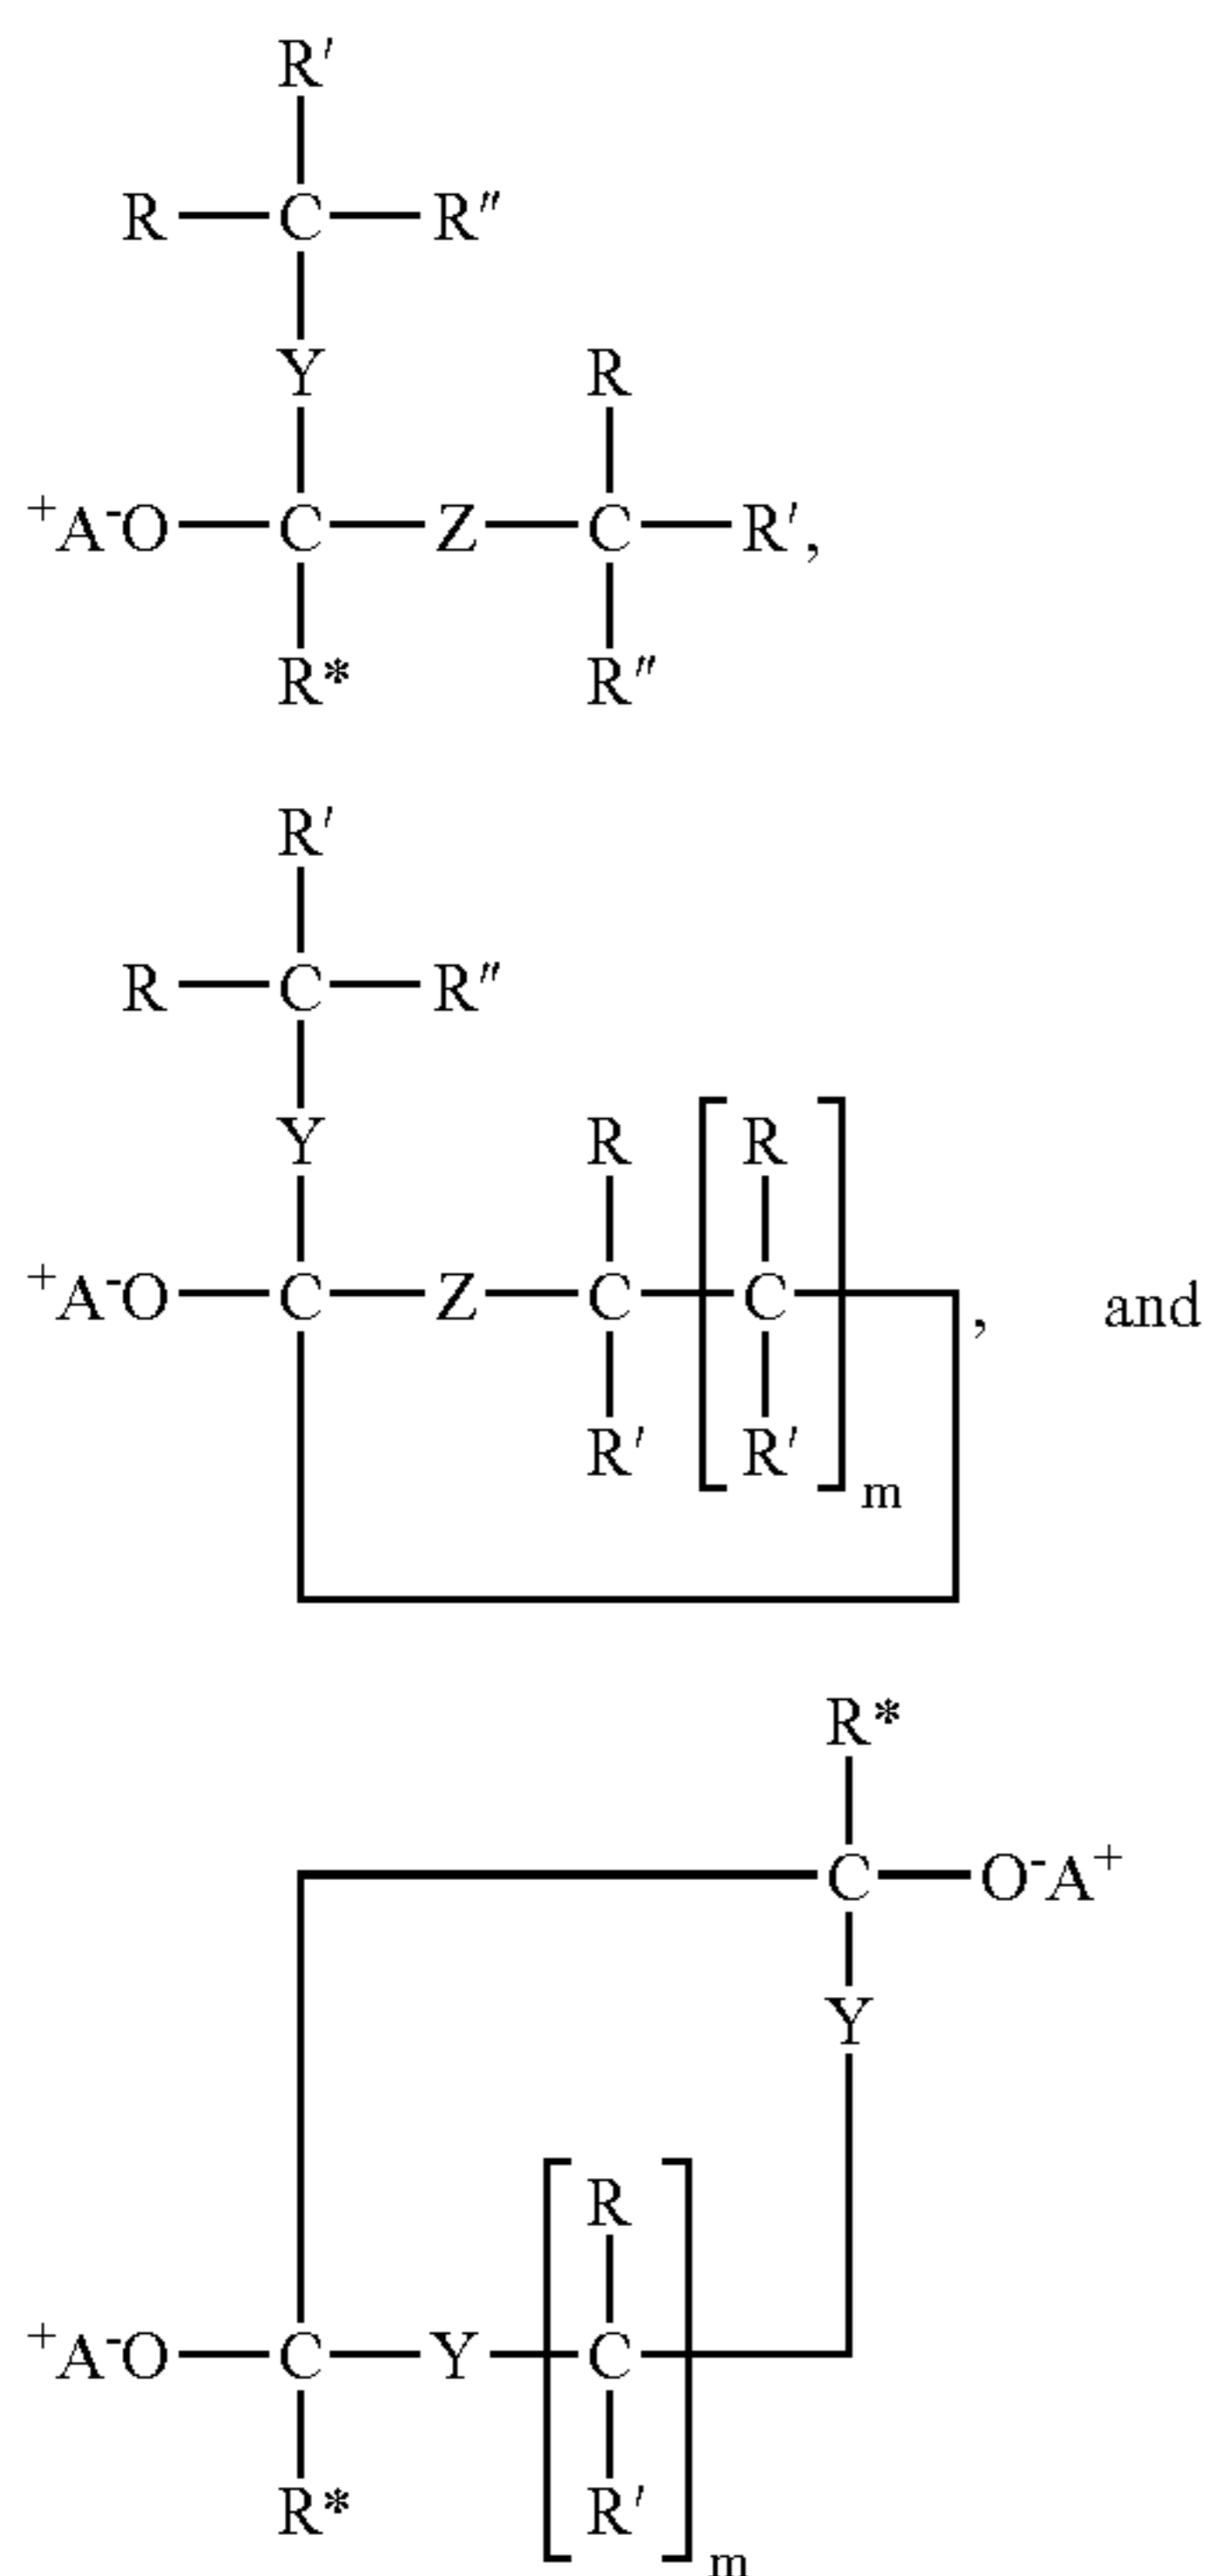 R′
R C R″
Y R
⁺A⁻O C Z C R′,
R* R″
R′
R C R″
Y R R
⁺A⁻O C Z C C , and
R′ R′ m
R*
C O⁻A⁺
Y
R
⁺A⁻O C Y C
R* R′ m